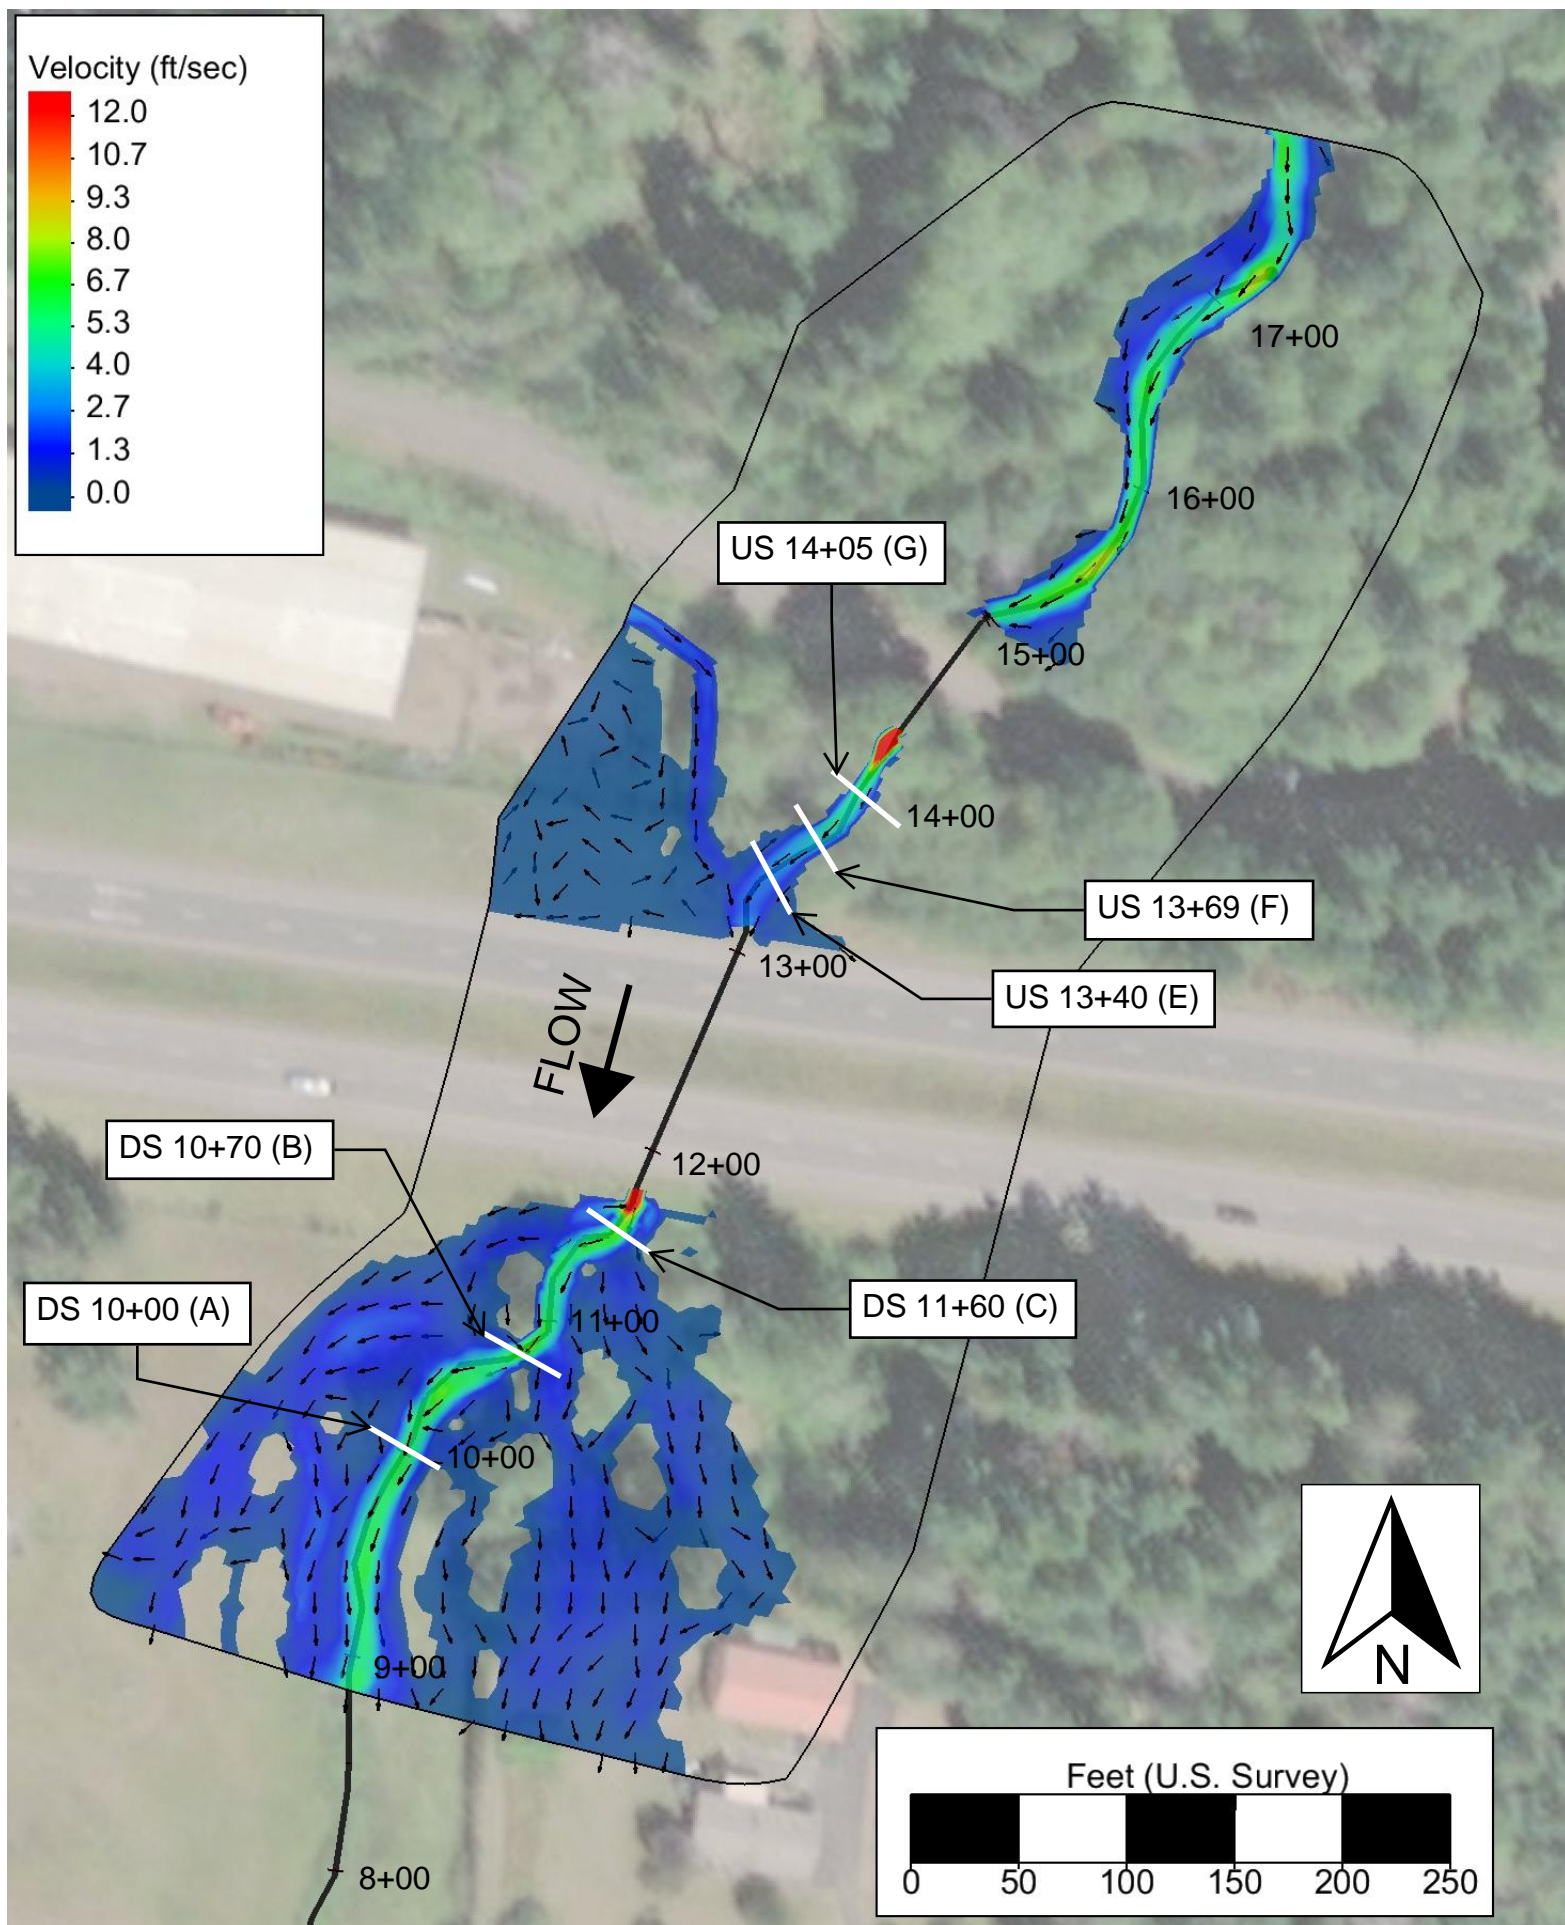 Velocity (ft/sec)
12.0
10.7
9.3
8.0
6.7
5.3
4.0
2.7
1.3
0.0
17+00
16+00
US 14+05 (G)
15+00
14+00
US 13+69 (F)
13+00
US 13+40 (E)
FLOW
DS 10+70 (B)
12+00
DS 10+00 (A)
DS 11+60 (C)
11+00
10+00
9+00
N
Feet (U.S. Survey)
0 50 100 150 200 250
8+00